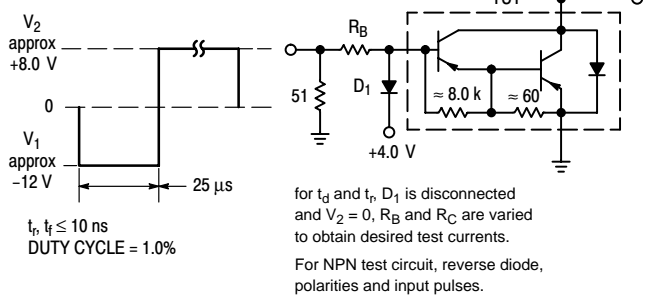 V2
approx
+8.0 V
0
V1
approx
−12 V
25 μs
tr, tf ≤ 10 ns
DUTY CYCLE = 1.0%
RB
51
D1
+4.0 V
≈ 8.0 k
≈ 60
for td and tr, D1 is disconnected
and V2 = 0, RB and RC are varied
to obtain desired test currents.
For NPN test circuit, reverse diode,
polarities and input pulses.